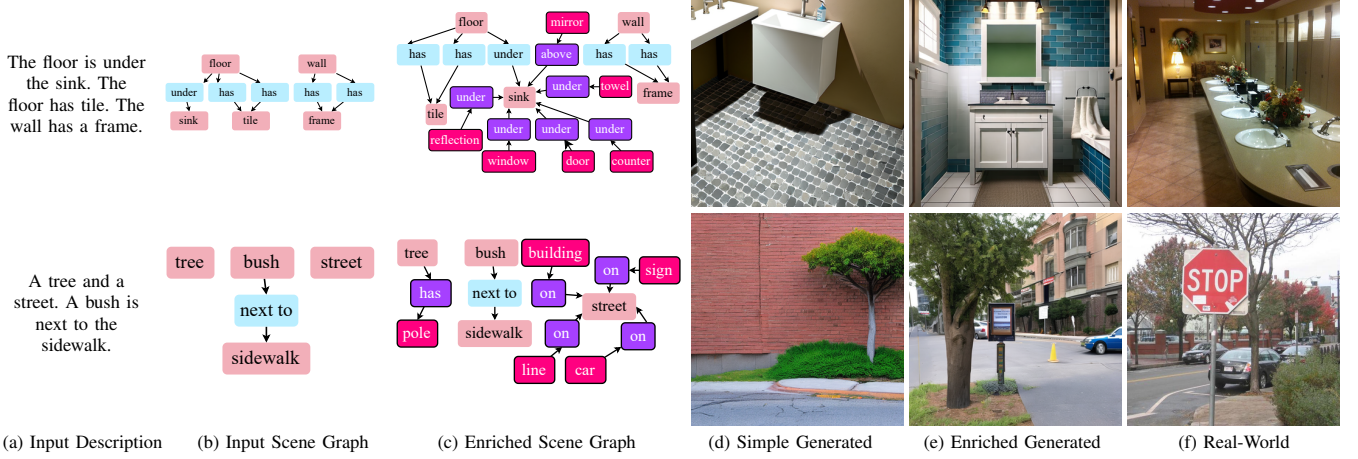 The floor is under
the sink. The
floor has tile. The
wall has a frame.
floor
wall
under
has
has
has
has
sink
tile
frame
floor
mirror
wall
has
has
under
above
has
has
under
sink
under
towel
frame
tile
reflection
under
under
under
window
door
counter
A tree and a
street. A bush is
next to the
sidewalk.
tree
bush
street
next to
sidewalk
tree
bush
building
on
sign
has
next to
on
street
pole
sidewalk
on
on
line
car
STOP
(a) Input Description
(b) Input Scene Graph
(c) Enriched Scene Graph
(d) Simple Generated
(e) Enriched Generated
(f) Real-World